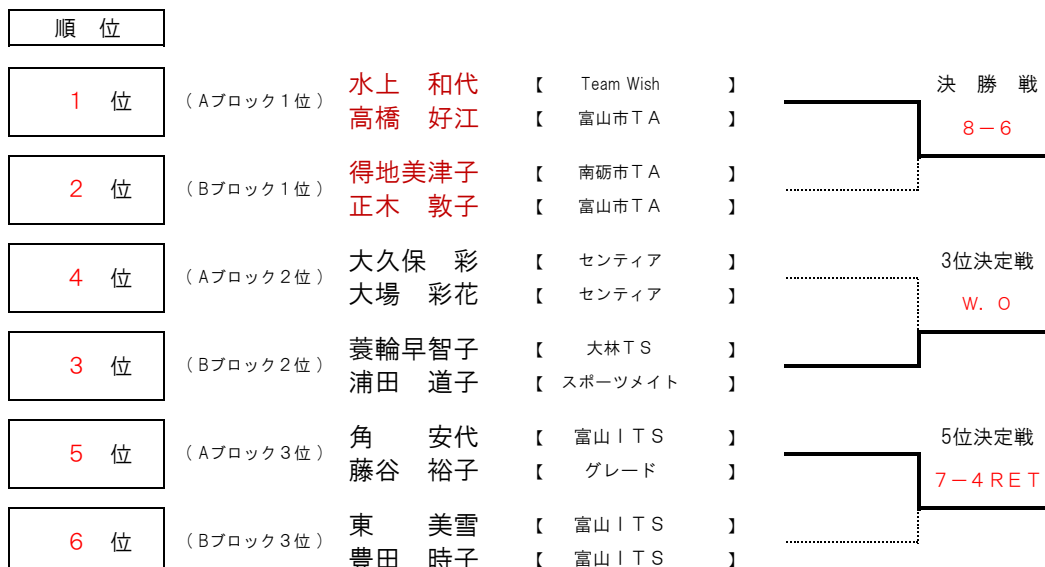 順 位
1 位 （Aブロック１位） 水上 和代 【 Team Wish 】 決 勝 戦
高橋 好江 【 富山市ＴＡ 】 ８－６
2 位 （Bブロック１位） 得地美津子 【 南砺市ＴＡ 】
正木 敦子 【 富山市ＴＡ 】
4 位 （Aブロック２位） 大久保 彩 【 センティア 】 3位決定戦
大場 彩花 【 センティア 】 Ｗ．Ｏ
3 位 （Bブロック２位） 蓑輪早智子 【 大林ＴＳ 】
浦田 道子 【 スポーツメイト 】
5 位 （Aブロック３位） 角 安代 【 富山ＩＴＳ 】 5位決定戦
藤谷 裕子 【 グレード 】 ７－４ＲＥＴ
6 位 （Bブロック３位） 東 美雪 【 富山ＩＴＳ 】
豊田 時子 【 富山ＩＴＳ 】